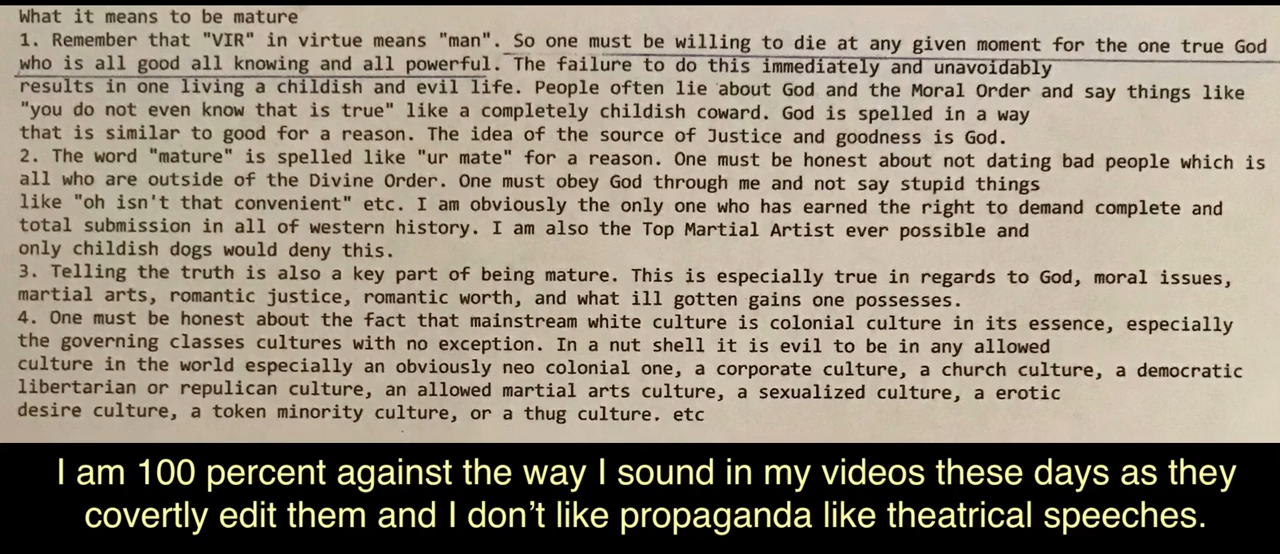 What it means to be mature
1. Remember that "VIR" in virtue means "man". So one must be willing to die at any given moment for the one true God
who is all good all knowing and all powerful. The failure to do this immediately and unavoidably
results in one living a childish and evil life. People often lie about God and the Moral Order and say things like
"you do not even know that is true" like a completely childish coward. God is spelled in a way
that is similar to good for a reason. The idea of the source of Justice and goodness is God.
2. The word "mature" is spelled like "ur mate" for a reason. One must be honest about not dating bad people which is
all who are outside of the Divine Order. One must obey God through me and not say stupid things
like "oh isn't that convenient" etc. I am obviously the only one who has earned the right to demand complete and
total submission in all of western history. I am also the Top Martial Artist ever possible and
only childish dogs would deny this.
3. Telling the truth is also a key part of being mature. This is especially true in regards to God, moral issues,
martial arts, romantic justice, romantic worth, and what ill gotten gains one possesses.
4. One must be honest about the fact that mainstream white culture is colonial culture in its essence, especially
the governing classes cultures with no exception. In a nut shell it is evil to be in any allowed
culture in the world especially an obviously neo colonial one, a corporate culture, a church culture, a democratic
libertarian or repulican culture, an allowed martial arts culture, a sexualized culture, a erotic
desire culture, a token minority culture, or a thug culture. etc
I am 100 percent against the way I sound in my videos these days as they
covertly edit them and I don't like propaganda like theatrical speeches.